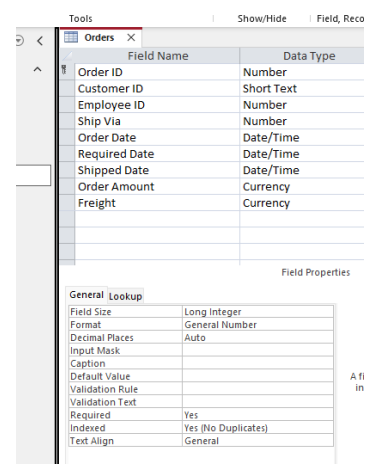 Tools Show/Hide Field, Reco
Orders
Field Name Data Type
Order ID Number
Customer ID Short Text
Employee ID Number
Ship Via Number
Order Date Date/Time
Required Date Date/Time
Shipped Date Date/Time
Order Amount Currency
Freight Currency
Field Properties
General Lookup
Field Size Long Integer
Format General Number
Decimal Places Auto
Input Mask
Caption
Default Value
A fi
Validation Rule
in
Validation Text
Required Yes
Indexed Yes (No Duplicates)
Text Align General